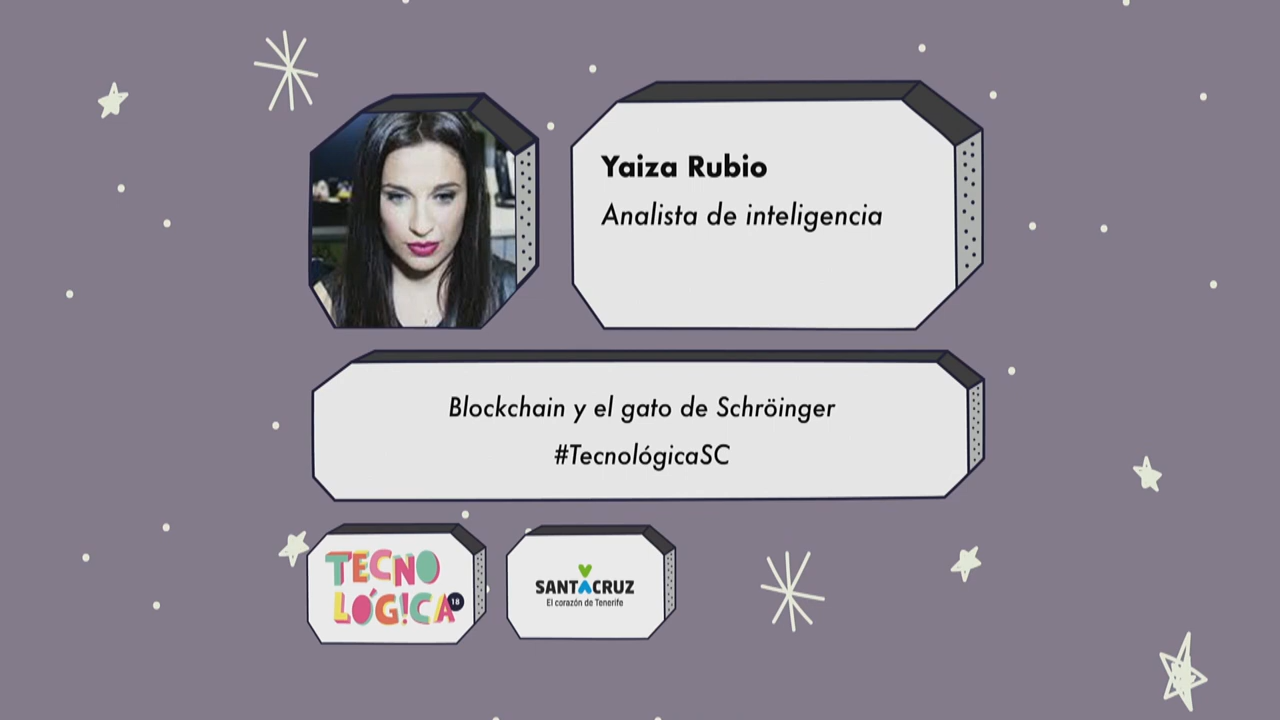 Yaiza Rubio
Analista de inteligencia
Blockchain y el gato de Schröinger
#TecnológicaSC
TECNO
LÓG!CA 18
SANTACRUZ
El corazón de Tenerife